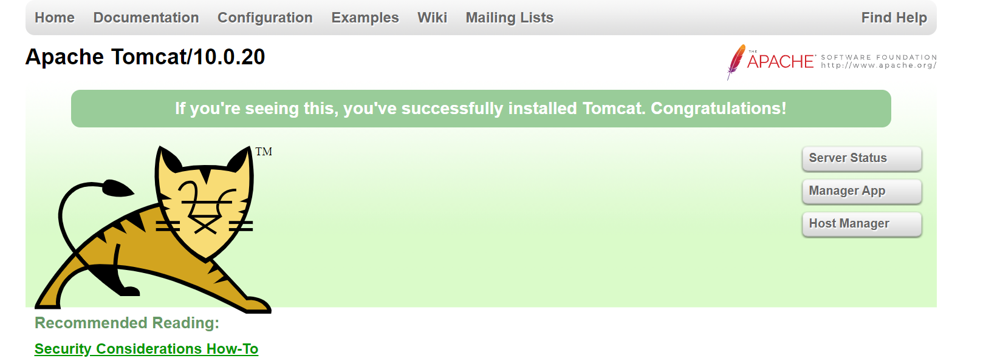 Home Documentation Configuration Examples Wiki Mailing Lists Find Help
Apache Tomcat/10.0.20
THE
APACHE SOFTWARE FOUNDATION
http://www.apache.org/
If you're seeing this, you've successfully installed Tomcat. Congratulations!
TM
Server Status
Manager App
Host Manager
Recommended Reading:
Security Considerations How-To